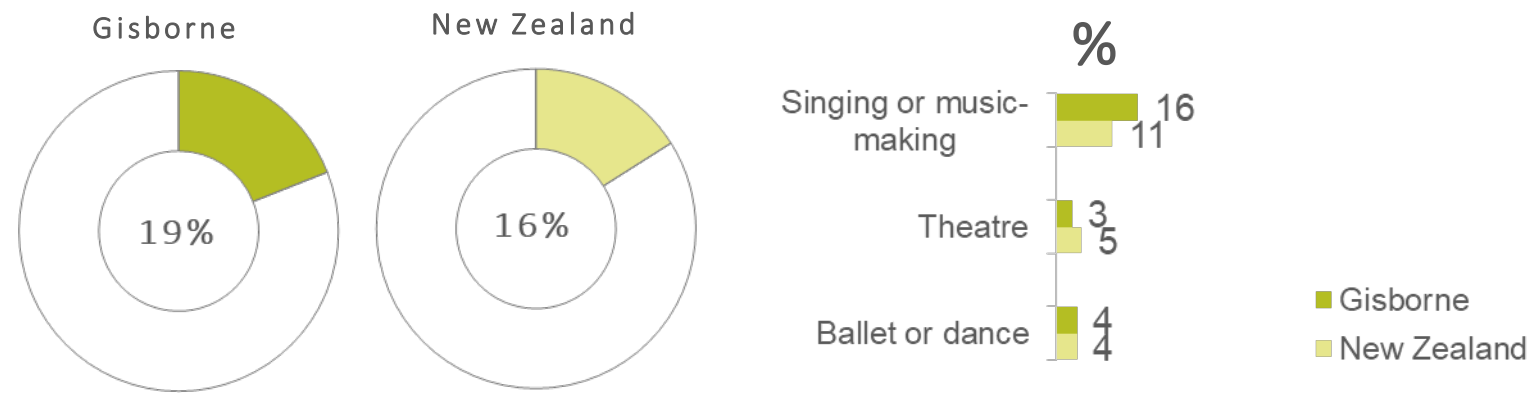 Gisborne
19%
New Zealand
16%
%
Singing or music-
making
16
11
Theatre
3
5
Ballet or dance
4
4
Gisborne
New Zealand